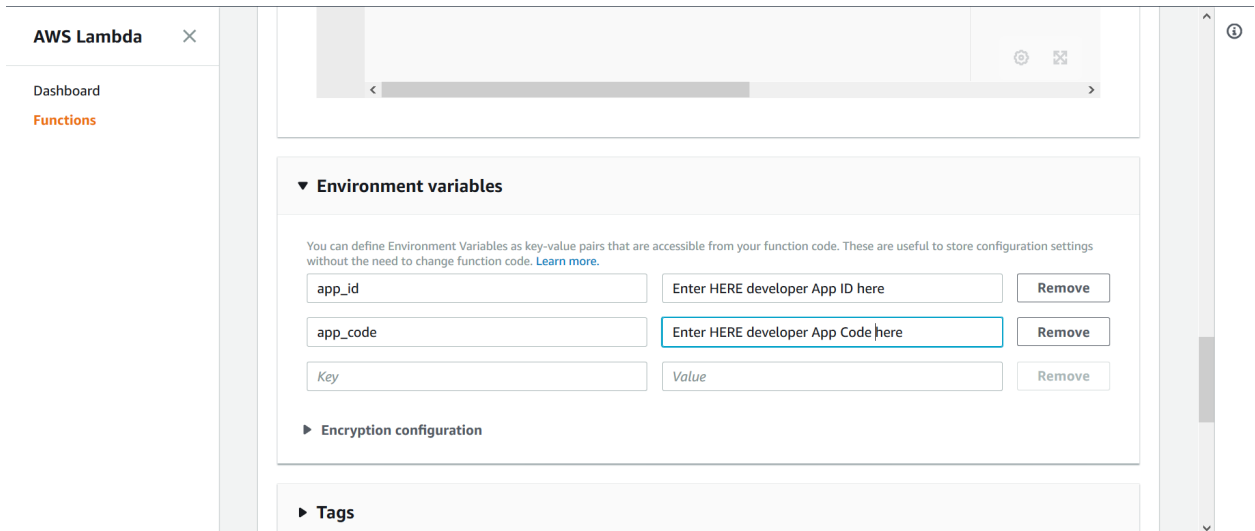 AWS Lambda
Dashboard
Functions
Environment variables
You can define Environment Variables as key-value pairs that are accessible from your function code. These are useful to store configuration settings
without the need to change function code. Learn more.
app_id Enter HERE developer App ID here Remove
app_code Enter HERE developer App Code here Remove
Key Value Remove
Encryption configuration
Tags